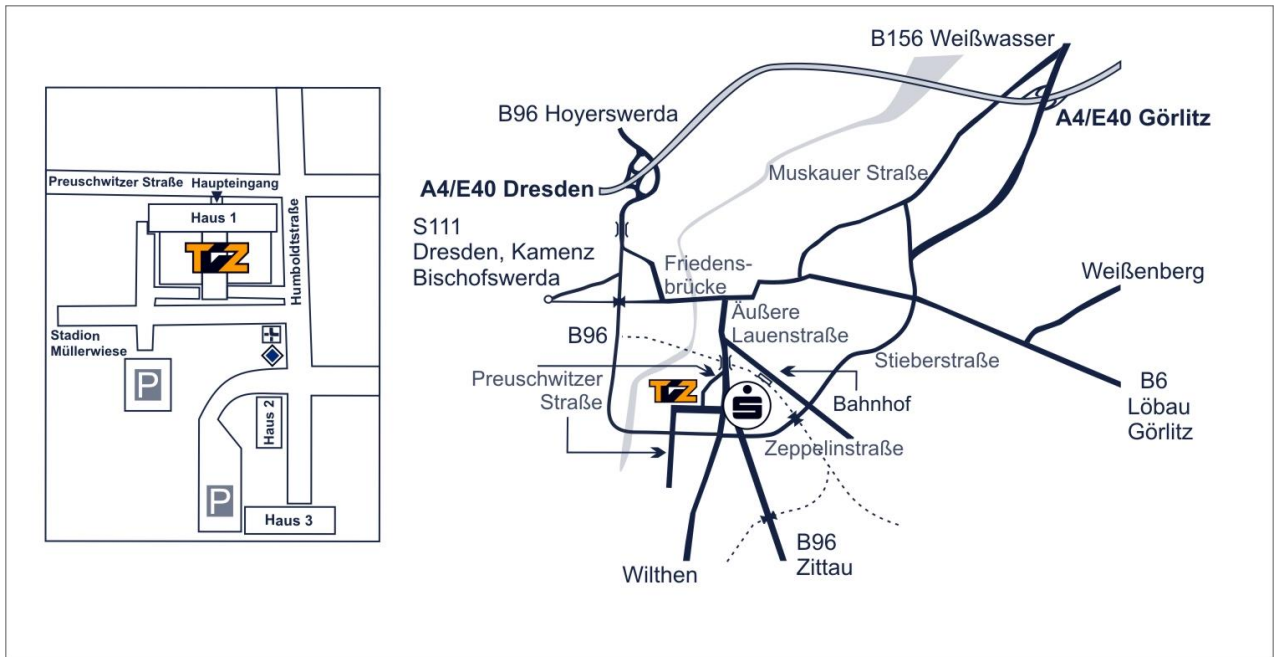 Preuschwitzer Straße
Haupteingang
Haus 1
TGZ
Humboldtstraße
Stadion
Müllerwiese
P
Haus 2
P
Haus 3
B156 Weißwasser
A4/E40 Görlitz
B96 Hoyerswerda
A4/E40 Dresden
Muskauer Straße
S111
Dresden, Kamenz
Bischofswerda
Friedens-
brücke
Weißenberg
Äußere
Lauenstraße
B96
Stieberstraße
Preuschwitzer
Straße
TGZ
Bahnhof
B6
Löbau
Görlitz
Zeppelinstraße
B96
Zittau
Wilthen